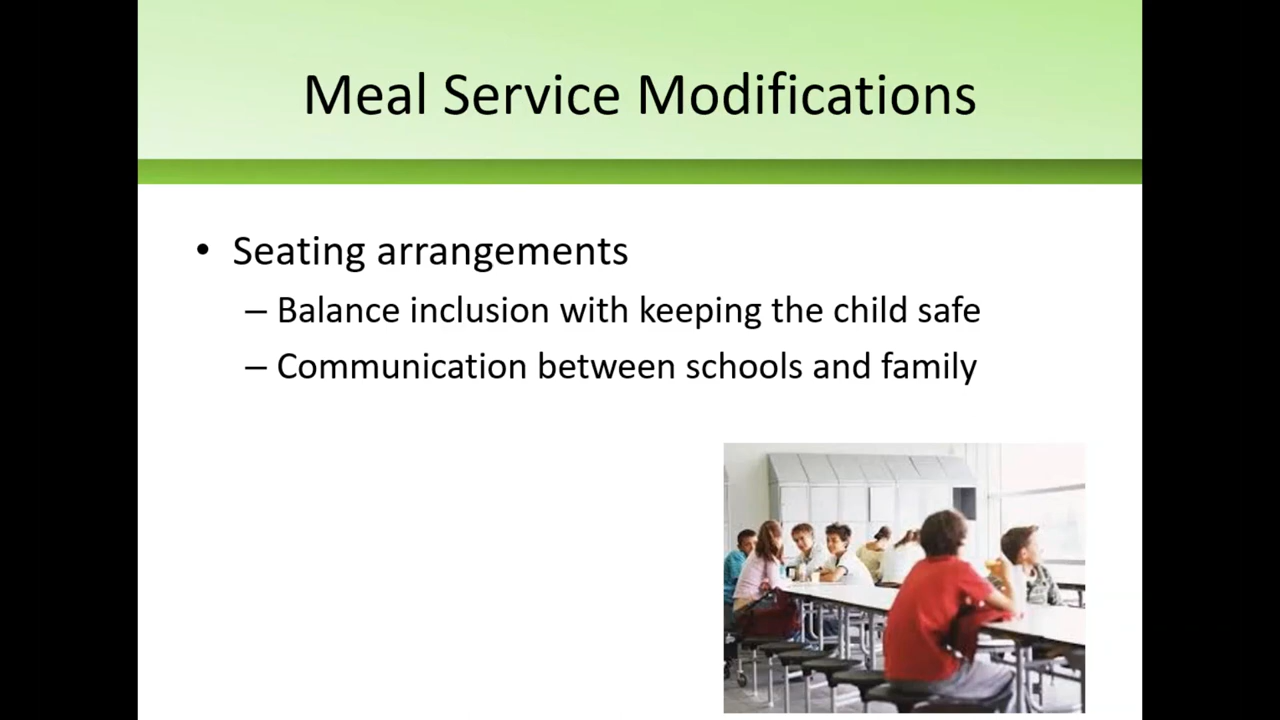 Meal Service Modifications
• Seating arrangements
– Balance inclusion with keeping the child safe
– Communication between schools and family